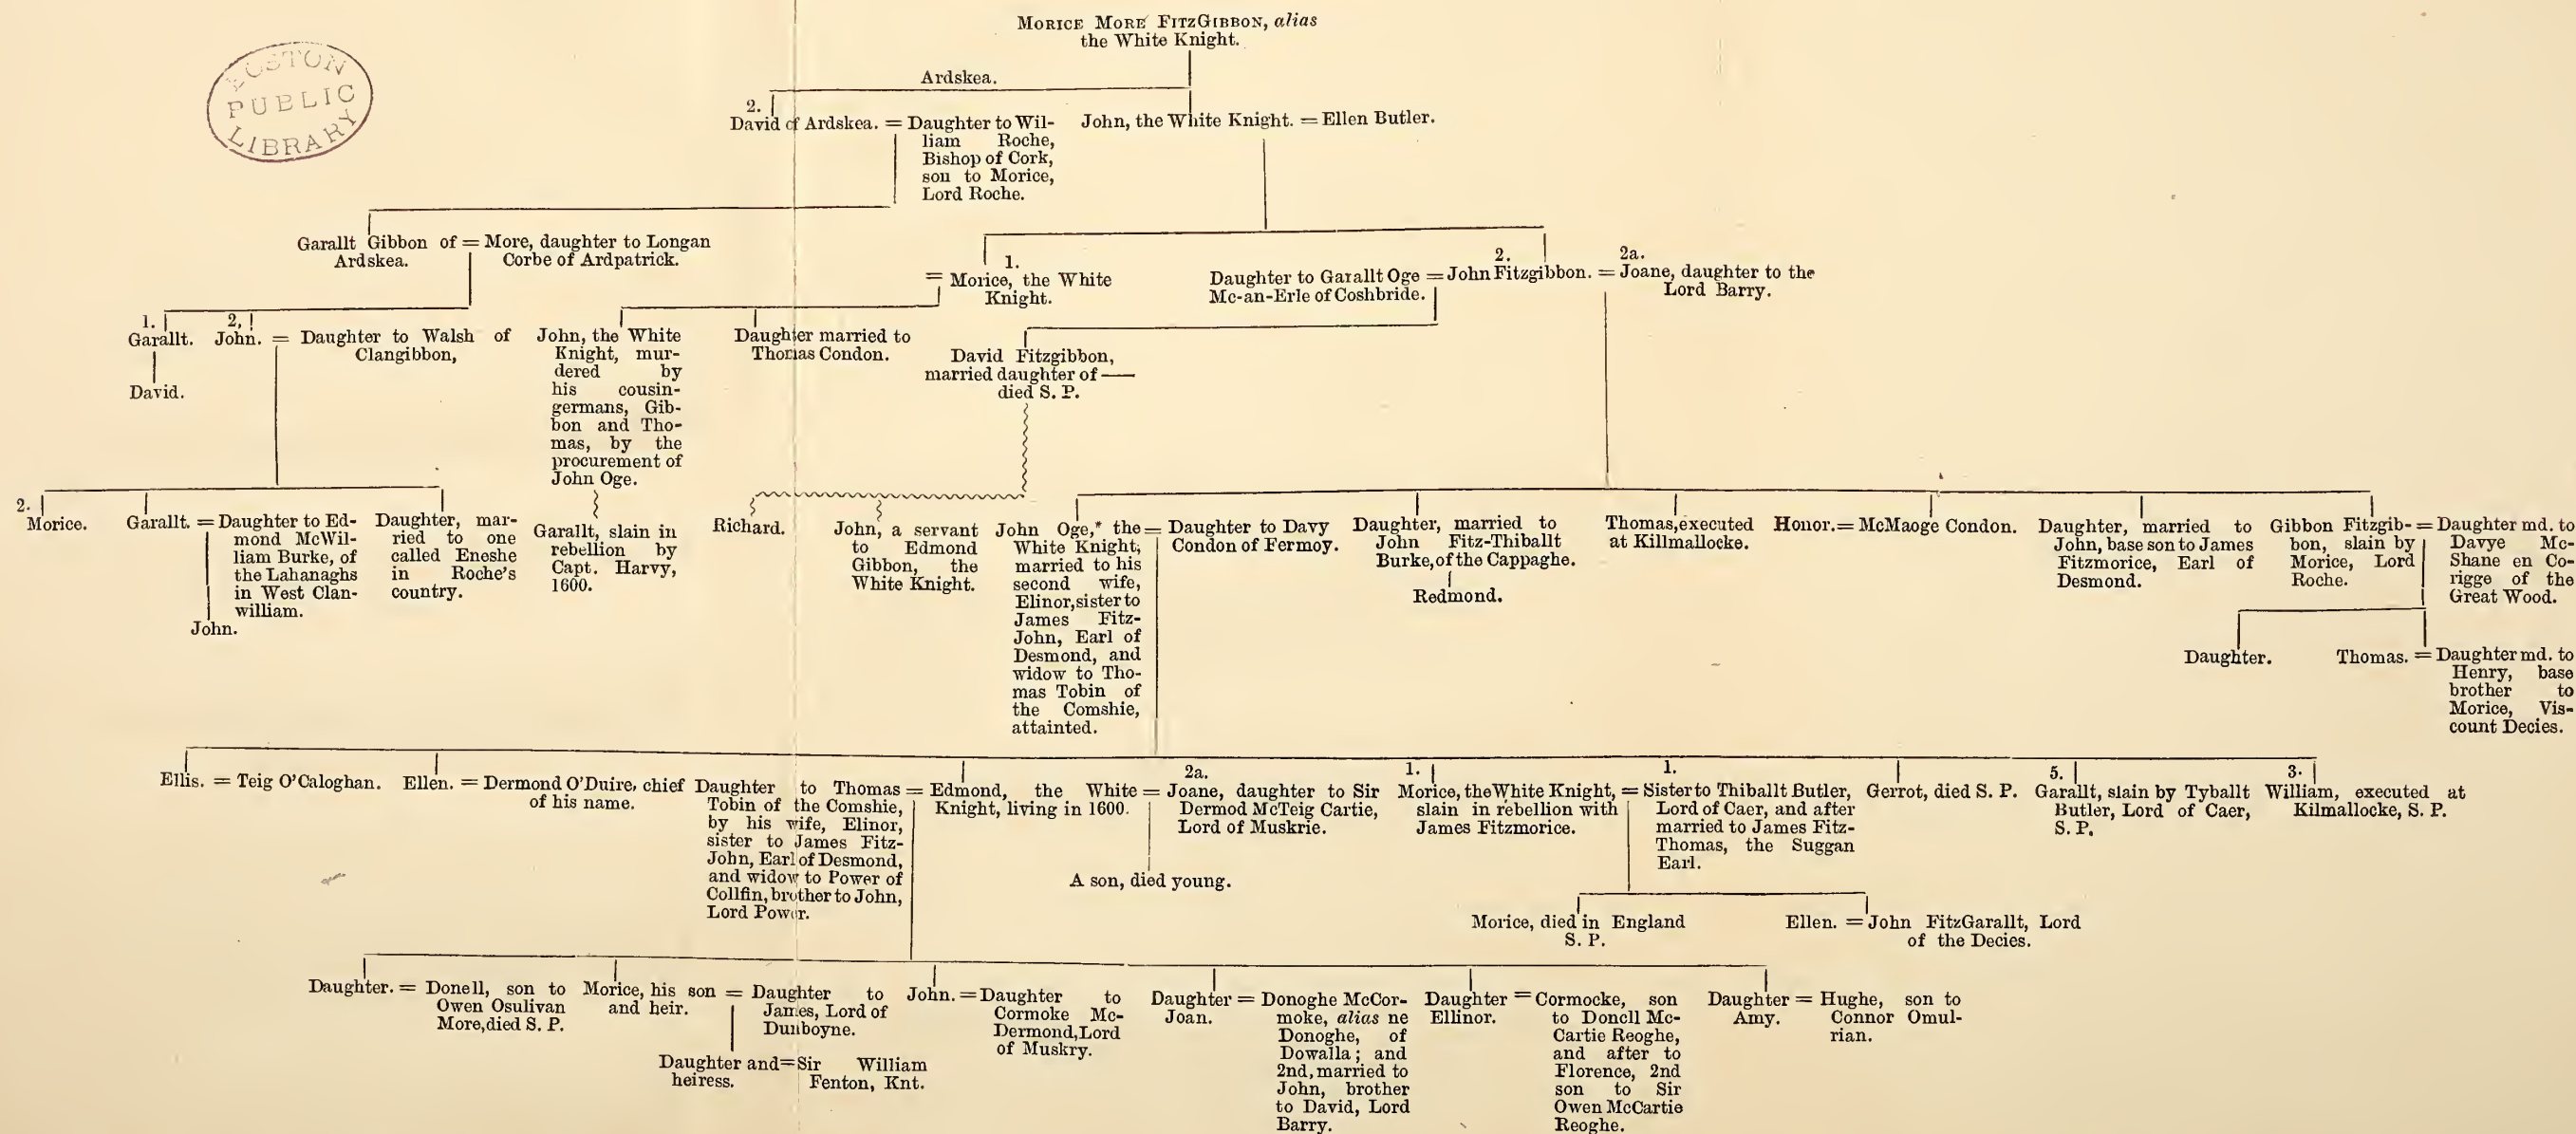 MORICE MORE FITZGIBBON, alias
the White Knight.
BOSTON
PUBLIC
LIBRARY
Ardskea.
2.
David of Ardskea. = Daughter to Wil-
liam Roche,
Bishop of Cork,
son to Morice,
Lord Roche.
John, the White Knight. = Ellen Butler.
Garallt Gibbon of = More, daughter to Longan
Ardskea. Corbe of Ardpatrick.
1.
= Morice, the White
Knight.
2.
2a.
Daughter to Garallt Oge = John Fitzgibbon. = Joane, daughter to the
Mc-an-Erle of Coshbride. Lord Barry.
1. 2,
Garallt. John. = Daughter to Walsh of
Clangibbon,
David.
John, the White
Knight, mur-
dered by
his cousin-
germans, Gib-
bon and Tho-
mas, by the
procurement of
John Oge.
Daughter married to
Thomas Condon.
David Fitzgibbon,
married daughter of ——
died S. P.
2.
Morice.
Garallt. = Daughter to Ed-
mond McWil-
liam Burke, of
the Lahanaghs
in West Clan-
william.
John.
Daughter, mar-
ried to one
called Eneshe
in Roche's
country.
Garallt, slain in
rebellion by
Capt. Harvy,
1600.
Richard.
John, a servant
to Edmond
Gibbon, the
White Knight.
John Oge,* the = Daughter to Davy
White Knight, Condon of Fermoy.
married to his
second wife,
Elinor, sister to
James Fitz-
John, Earl of
Desmond, and
widow to Tho-
mas Tobin of
the Comshie,
attainted.
Daughter, married to
John Fitz-Thiballt
Burke, of the Cappaghe.
Redmond.
Thomas, executed
at Killmallocke.
Honor. = McMaoge Condon.
Daughter, married to
John, base son to James
Fitzmorice, Earl of
Desmond.
Gibbon Fitzgib- = Daughter md. to
bon, slain by Davye Mc-
Morice, Lord Shane en Co-
Roche. rigge of the
Great Wood.
Daughter.
Thomas. = Daughter md. to
Henry, base
brother to
Morice, Vis-
count Decies.
Ellis. = Teig O'Caloghan.
Ellen. = Dermond O'Duire, chief
of his name.
Daughter to Thomas = Edmond, the White =
Tobin of the Comshie, Knight, living in 1600.
by his wife, Elinor,
sister to James Fitz-
John, Earl of Desmond,
and widow to Power of
Collfin, brother to John,
Lord Power.
2a.
Joane, daughter to Sir
Dermod McTeig Cartie,
Lord of Muskrie.
A son, died young.
1. 1.
Morice, the White Knight, = Sister to Thiballt Butler,
slain in rebellion with Lord of Caer, and after
James Fitzmorice. married to James Fitz-
Thomas, the Suggan
Earl.
Gerrot, died S. P.
5.
Garallt, slain by Tyballt
Butler, Lord of Caer,
S. P.
3.
William, executed at
Kilmallocke, S. P.
Morice, died in England
S. P.
Ellen. = John FitzGarallt, Lord
of the Decies.
Daughter. = Donell, son to
Owen Osulivan
More, died S. P.
Morice, his son = Daughter to
and heir. James, Lord of
Dunboyne.
Daughter and = Sir William
heiress. Fenton, Knt.
John. = Daughter to
Cormoke Mc-
Dermond, Lord
of Muskry.
Daughter = Donoghe McCor-
Joan. moke, alias ne
Donoghe, of
Dowalla; and
2nd, married to
John, brother
to David, Lord
Barry.
Daughter = Cormocke, son
Ellinor. to Donell Mc-
Cartie Reoghe,
and after to
Florence, 2nd
son to Sir
Owen McCartie
Reoghe.
Daughter = Hughe, son to
Amy. Connor Omul-
rian.